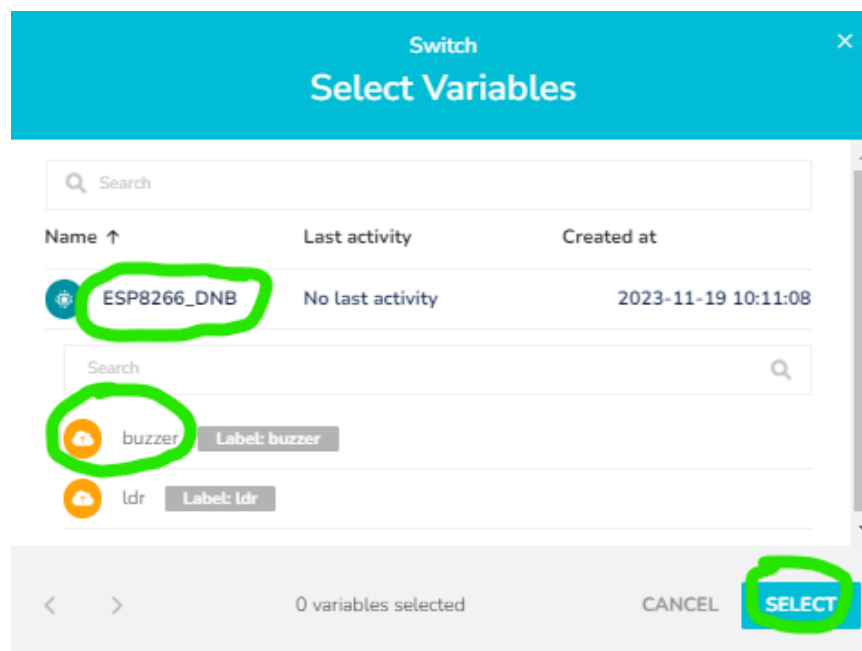 Switch
Select Variables
Search
Name ↑ Last activity Created at
ESP8266_DNB No last activity 2023-11-19 10:11:08
Search
buzzer Label: buzzer
ldr Label: ldr
0 variables selected CANCEL SELECT